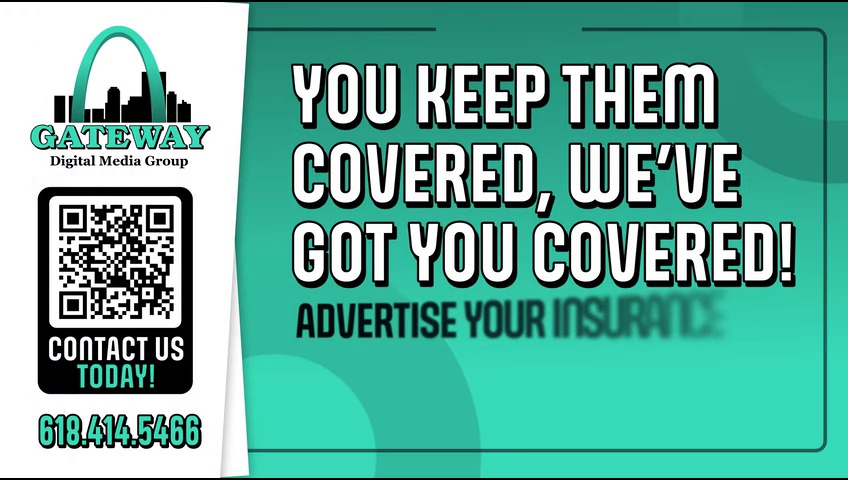 GATEWAY
Digital Media Group
CONTACT US
TODAY!
618.414.5466
YOU KEEP THEM
COVERED, WE'VE
GOT YOU COVERED!
ADVERTISE YOUR INSURANCE